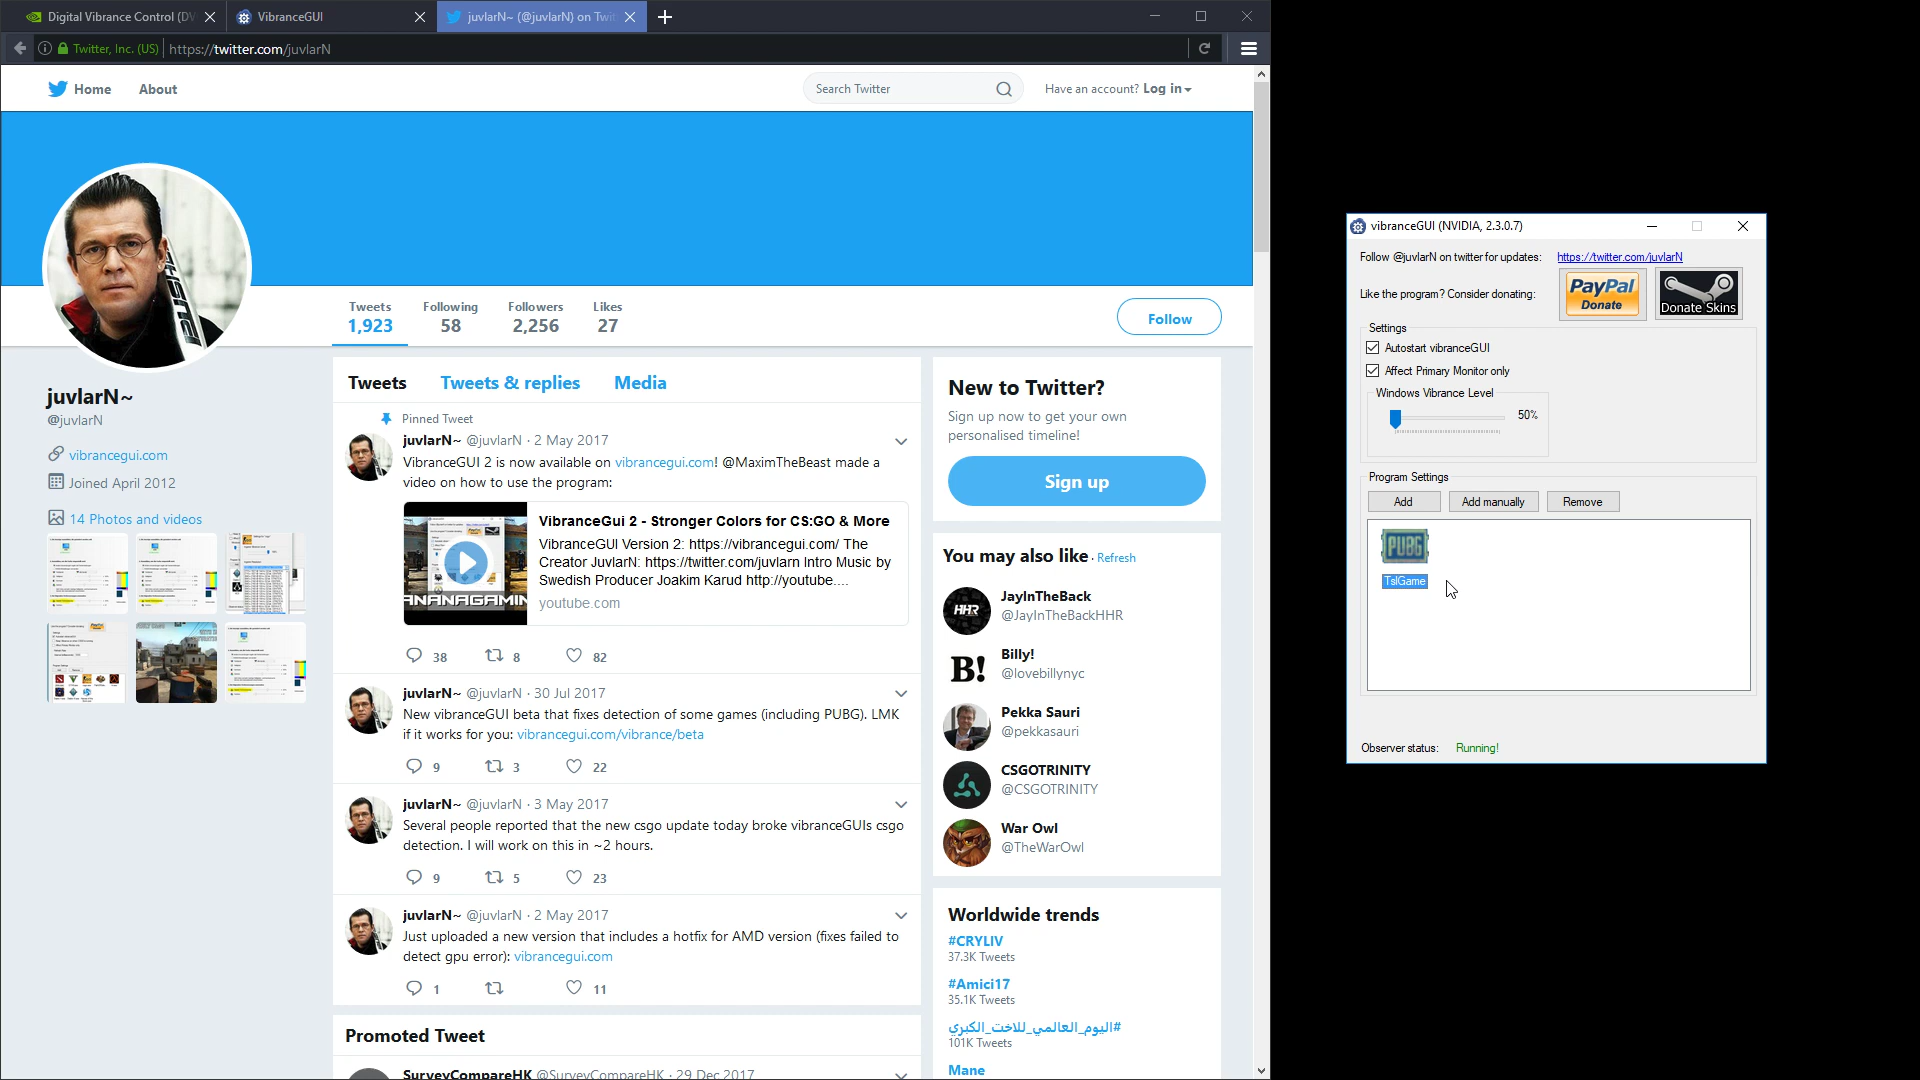 Digital Vibrance Control (DV
VibranceGUI
juvlarN~ (@juvlarN) on Twit
Twitter, Inc. (US)
https://twitter.com/juvlarN
Home
About
Search Twitter
Have an account? Log in
Tweets
1,923
Following
58
Followers
2,256
Likes
27
Follow
juvlarN~
@juvlarN
vibrancegui.com
Joined April 2012
14 Photos and videos
Tweets
Tweets & replies
Media
Pinned Tweet
juvlarN~ @juvlarN · 2 May 2017
VibranceGUI 2 is now available on vibrancegui.com! @MaximTheBeast made a
video on how to use the program:
ANANAGAMIN
VibranceGui 2 - Stronger Colors for CS:GO & More
VibranceGUI Version 2: https://vibrancegui.com/ The
Creator JuvlarN: https://twitter.com/juvlarn Intro Music by
Swedish Producer Joakim Karud http://youtube....
youtube.com
38
8
82
juvlarN~ @juvlarN · 30 Jul 2017
New vibranceGUI beta that fixes detection of some games (including PUBG). LMK
if it works for you: vibrancegui.com/vibrance/beta
9
3
22
juvlarN~ @juvlarN · 3 May 2017
Several people reported that the new csgo update today broke vibranceGUIs csgo
detection. I will work on this in ~2 hours.
9
5
23
juvlarN~ @juvlarN · 2 May 2017
Just uploaded a new version that includes a hotfix for AMD version (fixes failed to
detect gpu error): vibrancegui.com
1
11
Promoted Tweet
SurveyCompareHK @SurveyCompareHK · 29 Dec 2017
New to Twitter?
Sign up now to get your own
personalised timeline!
Sign up
You may also like · Refresh
HHR
JayInTheBack
@JayInTheBackHHR
B!
Billy!
@lovebillynyc
Pekka Sauri
@pekkasauri
CSGOTRINITY
@CSGOTRINITY
War Owl
@TheWarOwl
Worldwide trends
#CRYLIV
37.3K Tweets
#Amici17
35.1K Tweets
#اليوم_العالمي_للاخت_الكبري
101K Tweets
Mane
vibranceGUI (NVIDIA, 2.3.0.7)
Follow @juvlarN on twitter for updates:
https://twitter.com/juvlarN
Like the program? Consider donating:
PayPal
Donate
Donate Skins
Settings
Autostart vibranceGUI
Affect Primary Monitor only
Windows Vibrance Level
50%
Program Settings
Add
Add manually
Remove
PUBG
TslGame
Observer status:
Running!